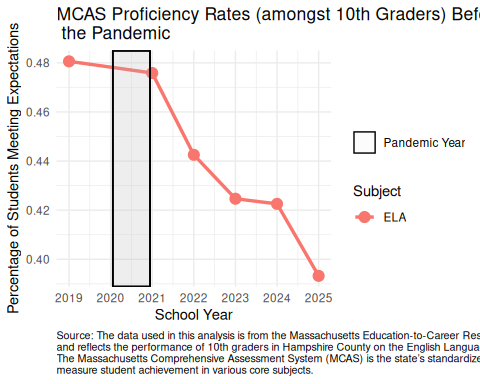 MCAS Proficiency Rates (amongst 10th Graders)
the Pandemic
Percentage of Students Meeting Expectations
0.48
0.46
0.44
0.42
0.40
2019 2020 2021 2022 2023 2024 2025
School Year
Pandemic Year
Subject
ELA
Source: The data used in this analysis is from the Massachusetts Education-to-Career
and reflects the performance of 10th graders in Hampshire County on the English
The Massachusetts Comprehensive Assessment System (MCAS) is the state's
measure student achievement in various core subjects.